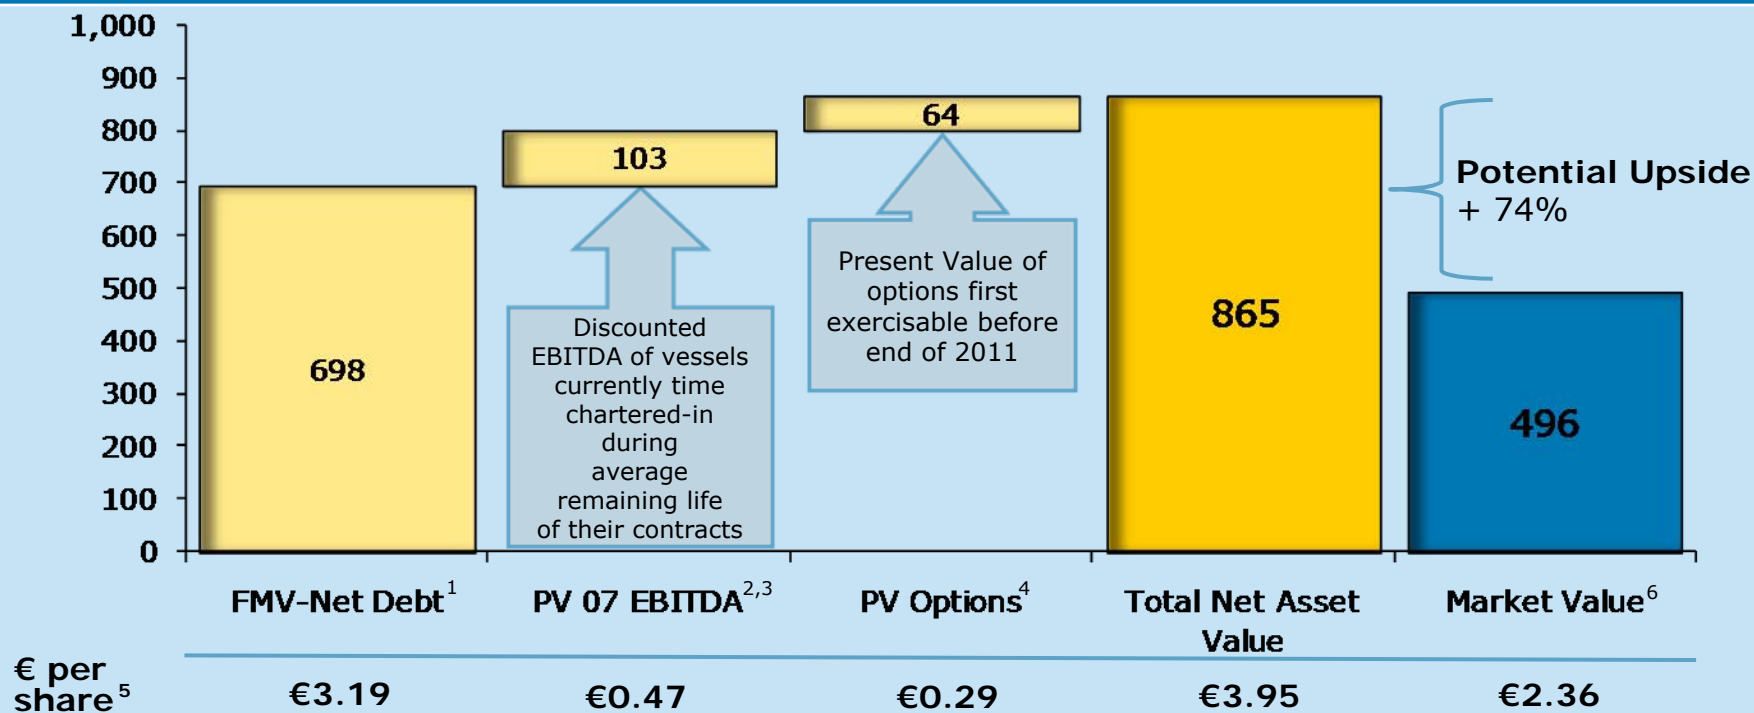 1,000
900
800
700
600
500
400
300
200
100
0
698
103
64
865
496
Discounted
EBITDA of vessels
currently time
chartered-in
during
average
remaining life
of their contracts
Present Value of
options first
exercisable before
end of 2011
Potential Upside
+ 74%
FMV-Net Debt1
PV 07 EBITDA2,3
PV Options4
Total Net Asset
Value
Market Value6
€ per
share5
€3.19
€0.47
€0.29
€3.95
€2.36